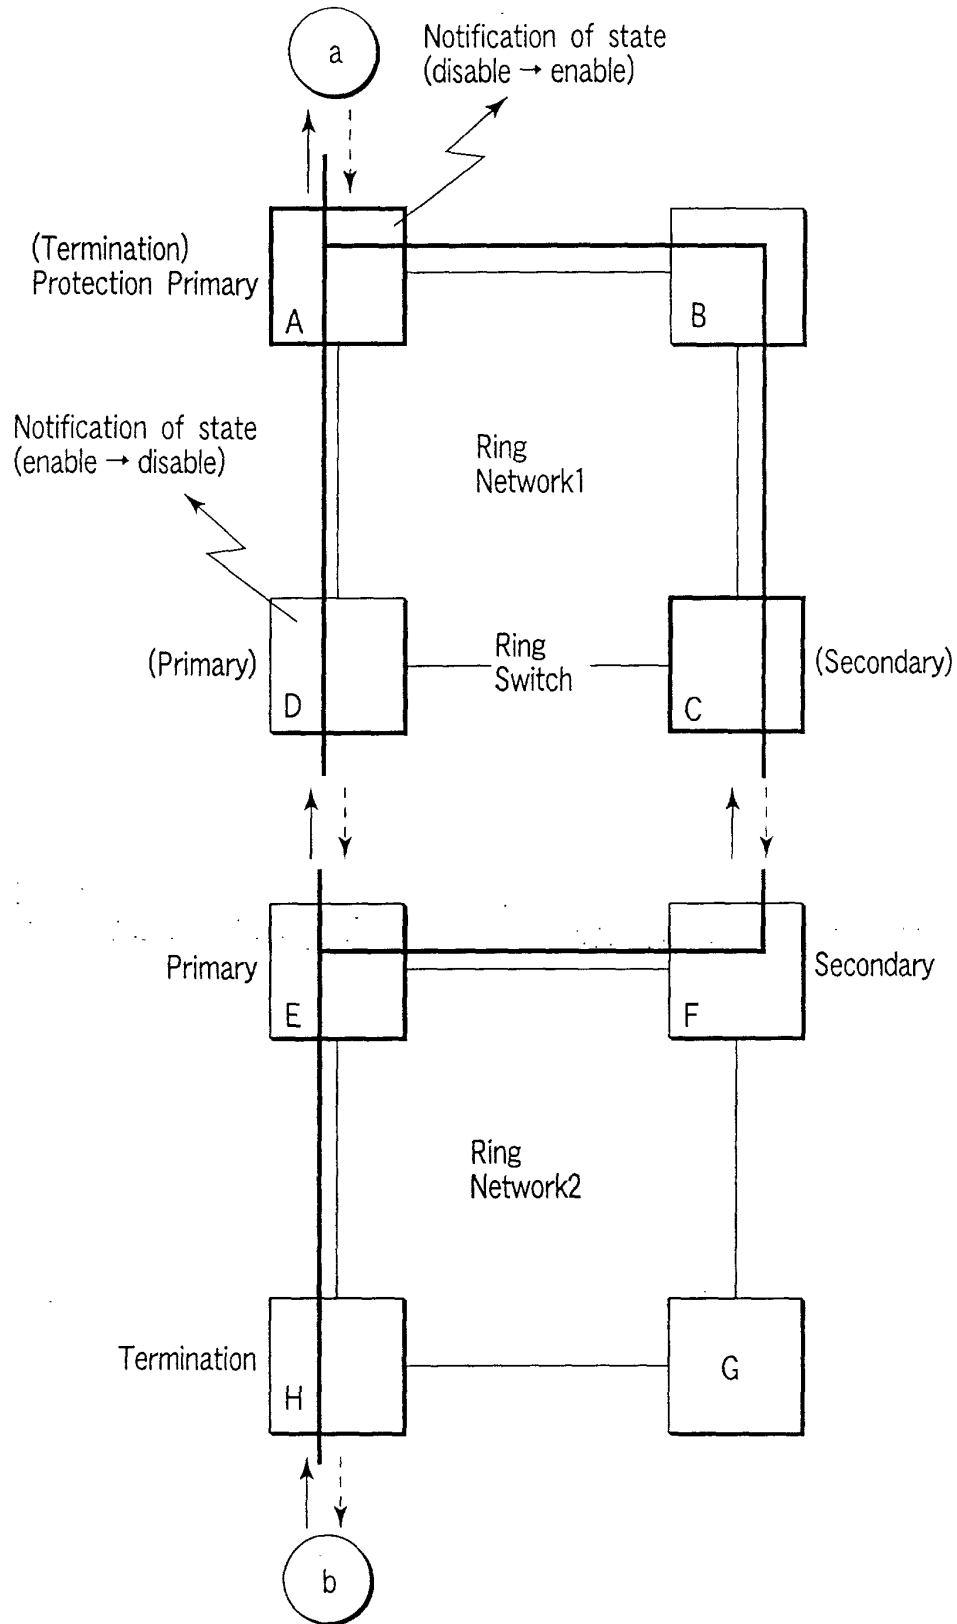 a
Notification of state
(disable → enable)
(Termination)
Protection Primary
A
B
Notification of state
(enable → disable)
Ring
Network1
(Primary)
D
Ring
Switch
C
(Secondary)
Primary
E
F
Secondary
Ring
Network2
Termination
H
G
b